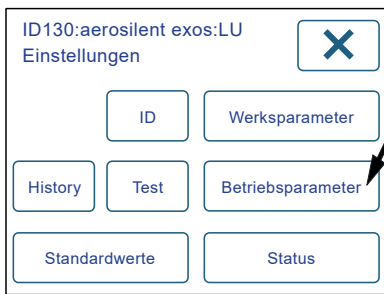 ID130:aerosilent exos:LU
Einstellungen
ID
Werksparameter
History
Test
Betriebsparameter
Standardwerte
Status